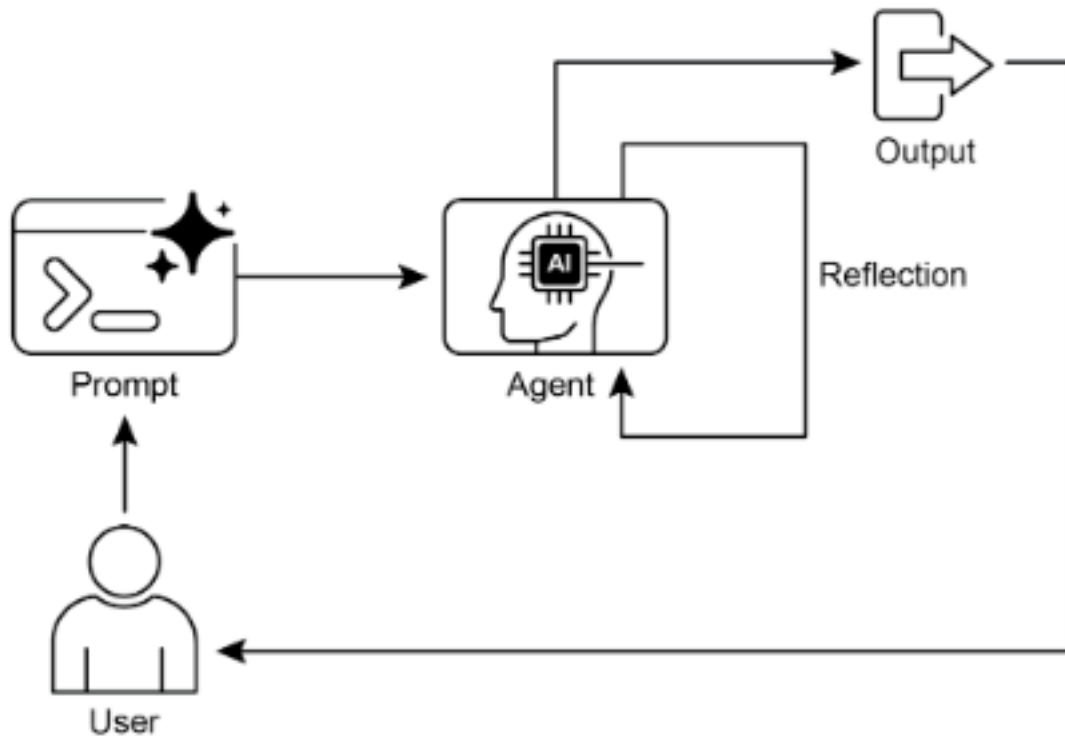 Output
AI
Reflection
Prompt
Agent
User